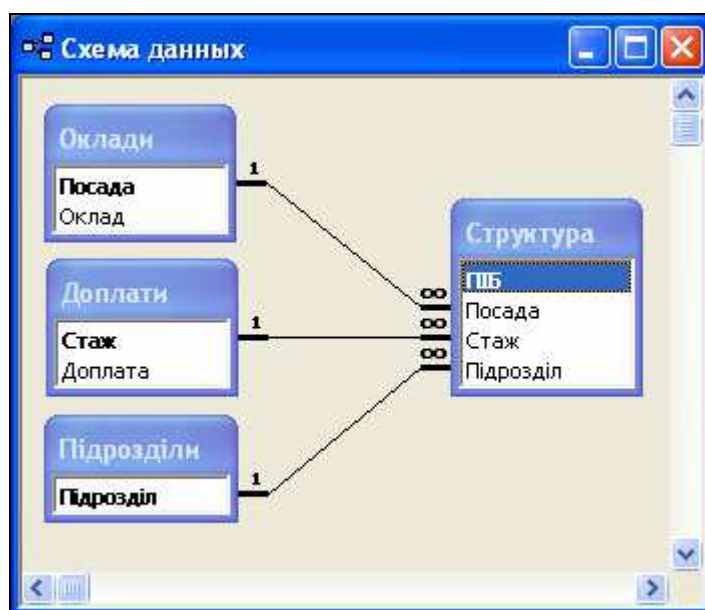 Схема данных
Оклади
Посада
Оклад
1
Доплати
Стаж
Доплата
1
Підрозділи
Підрозділ
1
Структура
ПІБ
Посада
Стаж
Підрозділ
∞
∞
∞